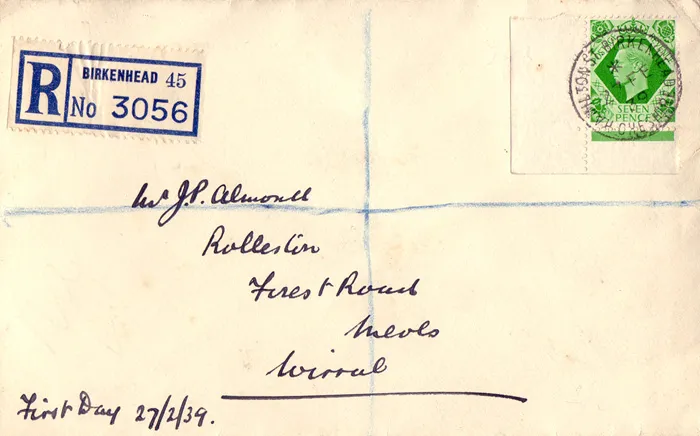 BIRKENHEAD 45
R No 3056
SEVEN
PENCE
Mr J.P. Almond
Rolleston
Forest Road
Meols
Wirral
First Day 27/2/39.